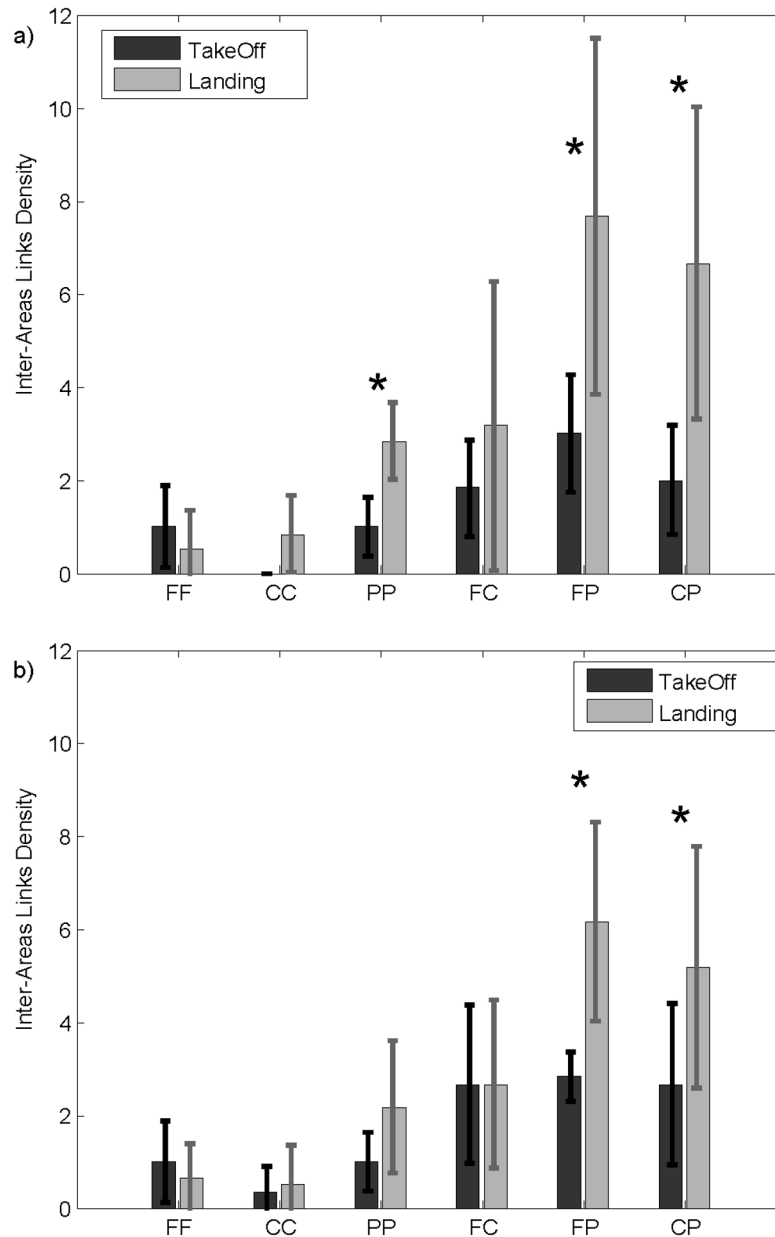 a)
12
10
8
6
4
2
0
Inter-Areas Links Density
TakeOff
Landing
*
*
*
FF CC PP FC FP CP
b)
12
10
8
6
4
2
0
Inter-Areas Links Density
TakeOff
Landing
*
*
FF CC PP FC FP CP